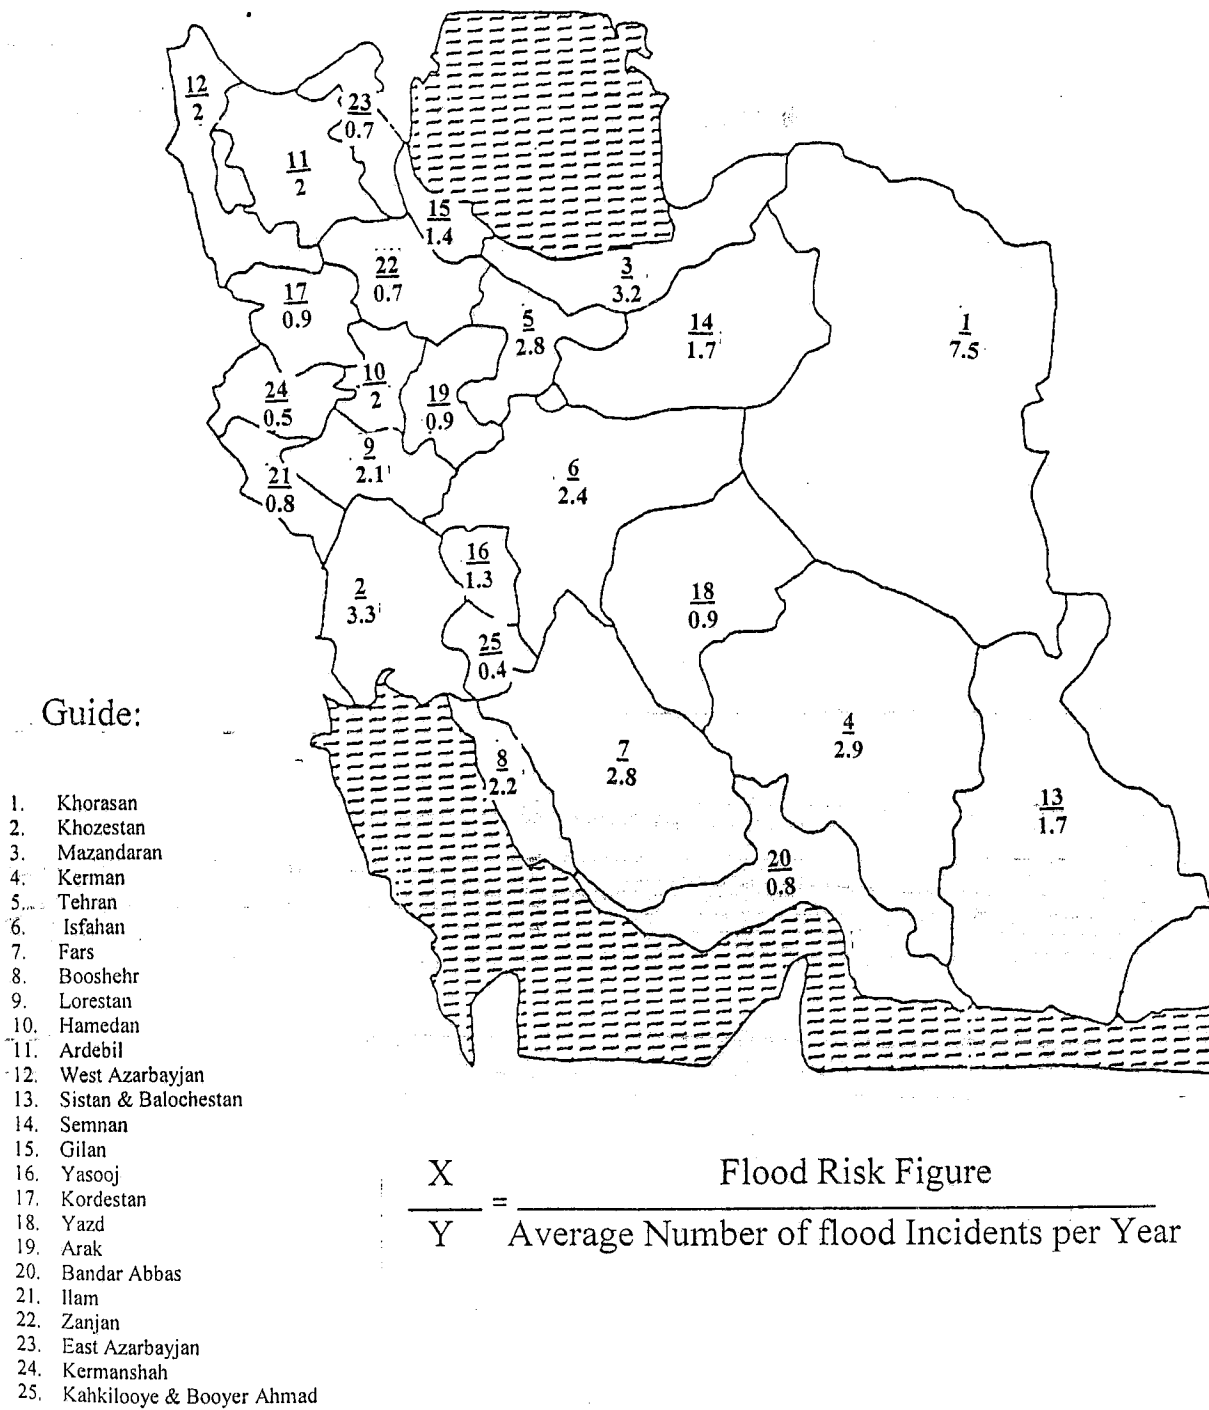 12
2
23
0.7
11
2
15
1.4
22
0.7
3
3.2
17
0.9
5
2.8
14
1.7
1
7.5
10
2
24
0.5
19
0.9
9
2.1
21
0.8
6
2.4
16
1.3
2
3.3
18
0.9
25
0.4
4
2.9
7
2.8
8
2.2
13
1.7
20
0.8
Guide:
1. Khorasan
2. Khozestan
3. Mazandaran
4. Kerman
5. Tehran
6. Isfahan
7. Fars
8. Booshehr
9. Lorestan
10. Hamedan
11. Ardebil
12. West Azarbayjan
13. Sistan & Balochestan
14. Semnan
15. Gilan
16. Yasooj
17. Kordestan
18. Yazd
19. Arak
20. Bandar Abbas
21. Ilam
22. Zanjan
23. East Azarbayjan
24. Kermanshah
25. Kahkilooye & Booyer Ahmad
X = Flood Risk Figure
Y Average Number of flood Incidents per Year